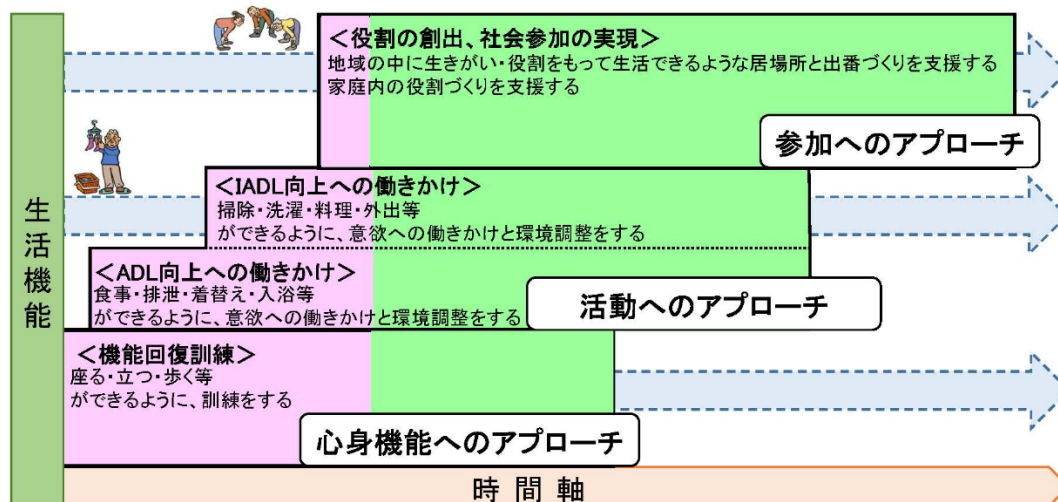 生活機能
＜役割の創出、社会参加の実現＞
地域の中に生きがい・役割をもって生活できるような居場所と出番づくりを支援する
家庭内の役割づくりを支援する
参加へのアプローチ
＜IADL向上への働きかけ＞
掃除・洗濯・料理・外出等
ができるように、意欲への働きかけと環境調整をする
＜ADL向上への働きかけ＞
食事・排泄・着替え・入浴等
ができるように、意欲への働きかけと環境調整をする
活動へのアプローチ
＜機能回復訓練＞
座る・立つ・歩く等
ができるように、訓練をする
心身機能へのアプローチ
時間軸